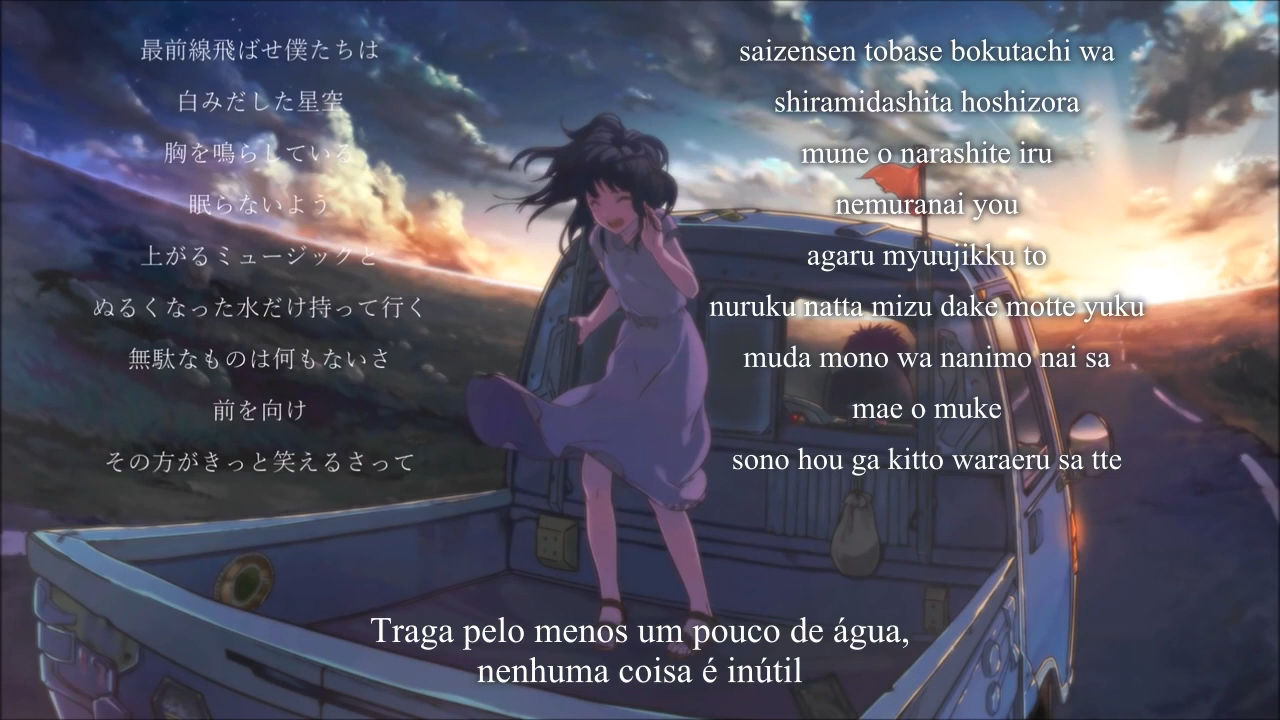 最前線飛ばせ僕たちは
白みだした星空
胸を鳴らしている
眠らないよう
上がるミュージックと
ぬるくなった水だけ持って行く
無駄なものは何もないさ
前を向け
その方がきっと笑えるさって
saizensen tobase bokutachi wa
shiramidashita hoshizora
mune o narashite iru
nemuranai you
agaru myuujikku to
nuruku natta mizu dake motte yuku
muda mono wa nanimo nai sa
mae o muke
sono hou ga kitto waraeru sa tte
Traga pelo menos um pouco de água,
nenhuma coisa é inútil